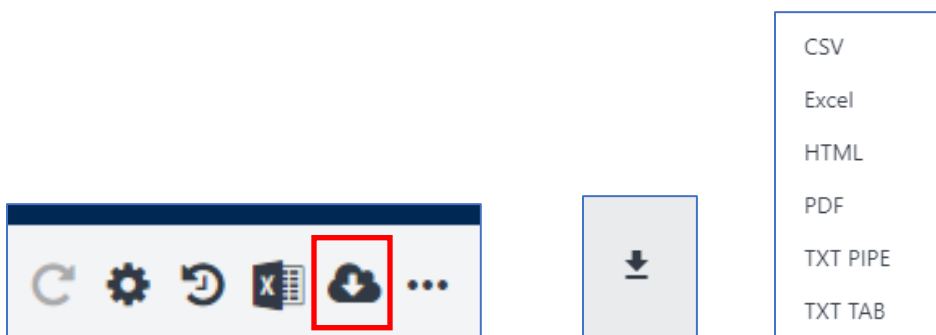 CSV
Excel
HTML
PDF
TXT PIPE
TXT TAB
X